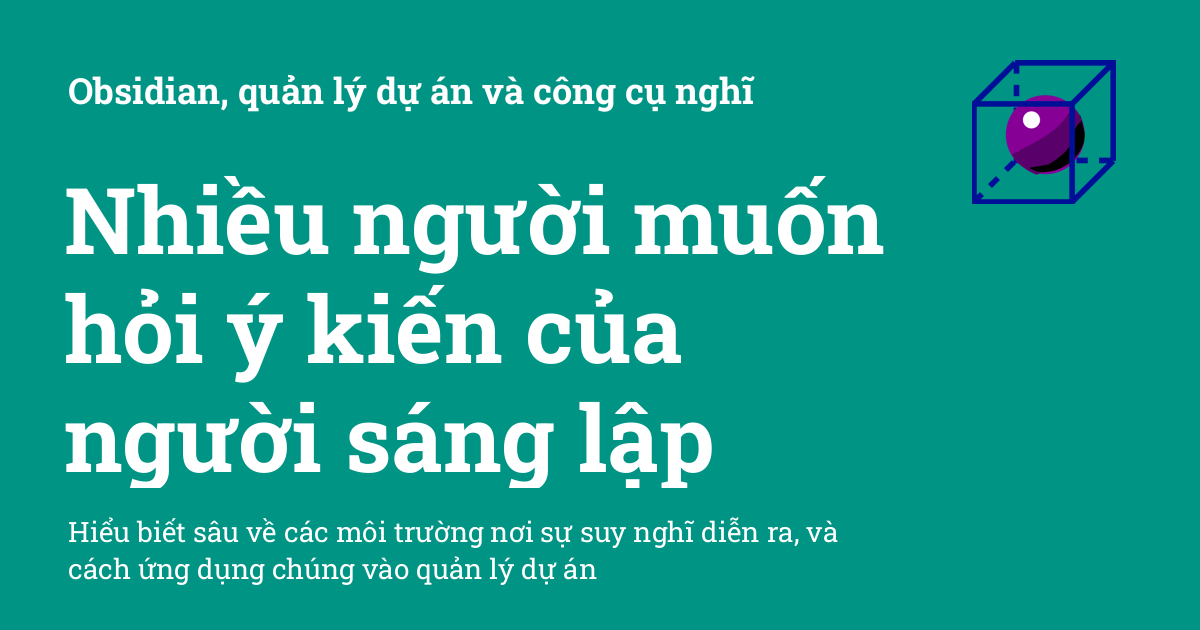 Obsidian, quản lý dự án và công cụ nghĩ
Nhiều người muốn
hỏi ý kiến của
người sáng lập
Hiểu biết sâu về các môi trường nơi sự suy nghĩ diễn ra, và
cách ứng dụng chúng vào quản lý dự án